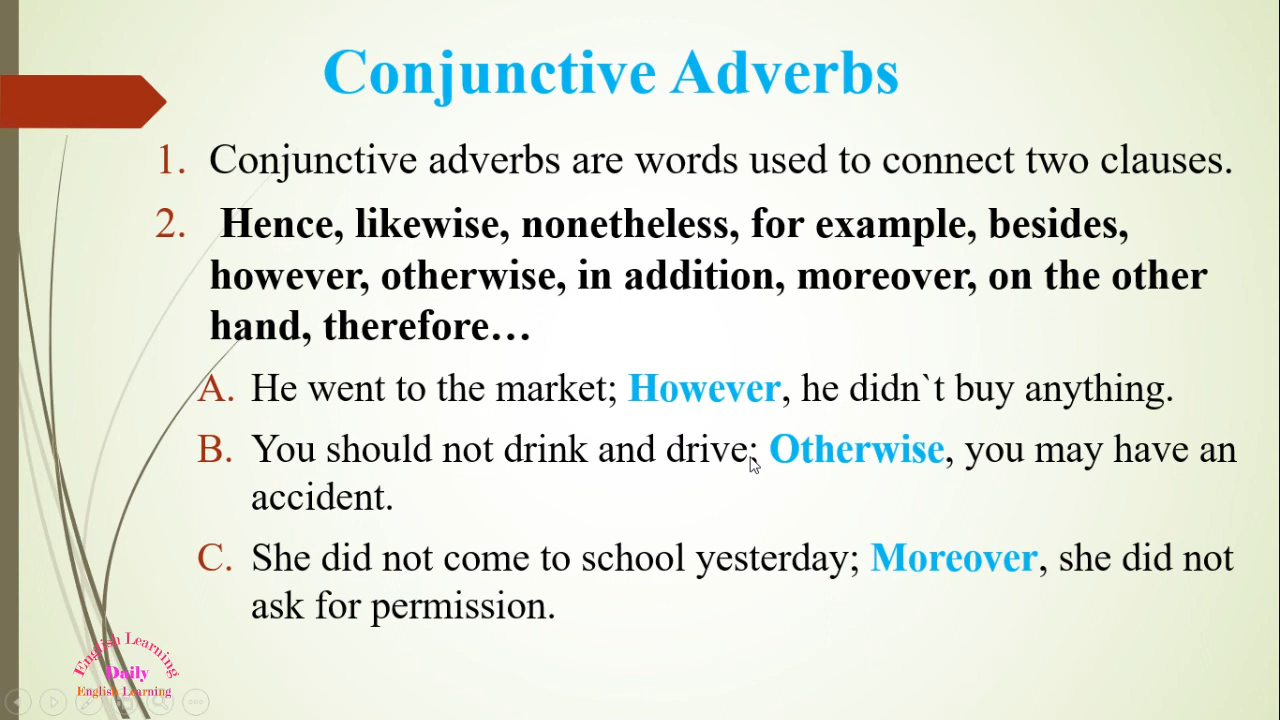 Conjunctive Adverbs
1. Conjunctive adverbs are words used to connect two clauses.
2. Hence, likewise, nonetheless, for example, besides,
however, otherwise, in addition, moreover, on the other
hand, therefore…
A. He went to the market; However, he didn`t buy anything.
B. You should not drink and drive; Otherwise, you may have an
accident.
C. She did not come to school yesterday; Moreover, she did not
ask for permission.
English Learning
Daily
English Learning